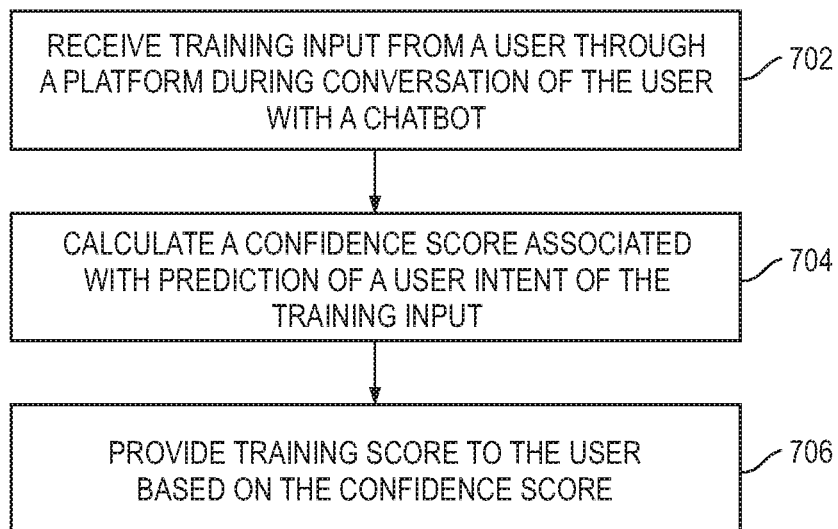 RECEIVE TRAINING INPUT FROM A USER THROUGH
A PLATFORM DURING CONVERSATION OF THE USER
WITH A CHATBOT
702
CALCULATE A CONFIDENCE SCORE ASSOCIATED
WITH PREDICTION OF A USER INTENT OF THE
TRAINING INPUT
704
PROVIDE TRAINING SCORE TO THE USER
BASED ON THE CONFIDENCE SCORE
706